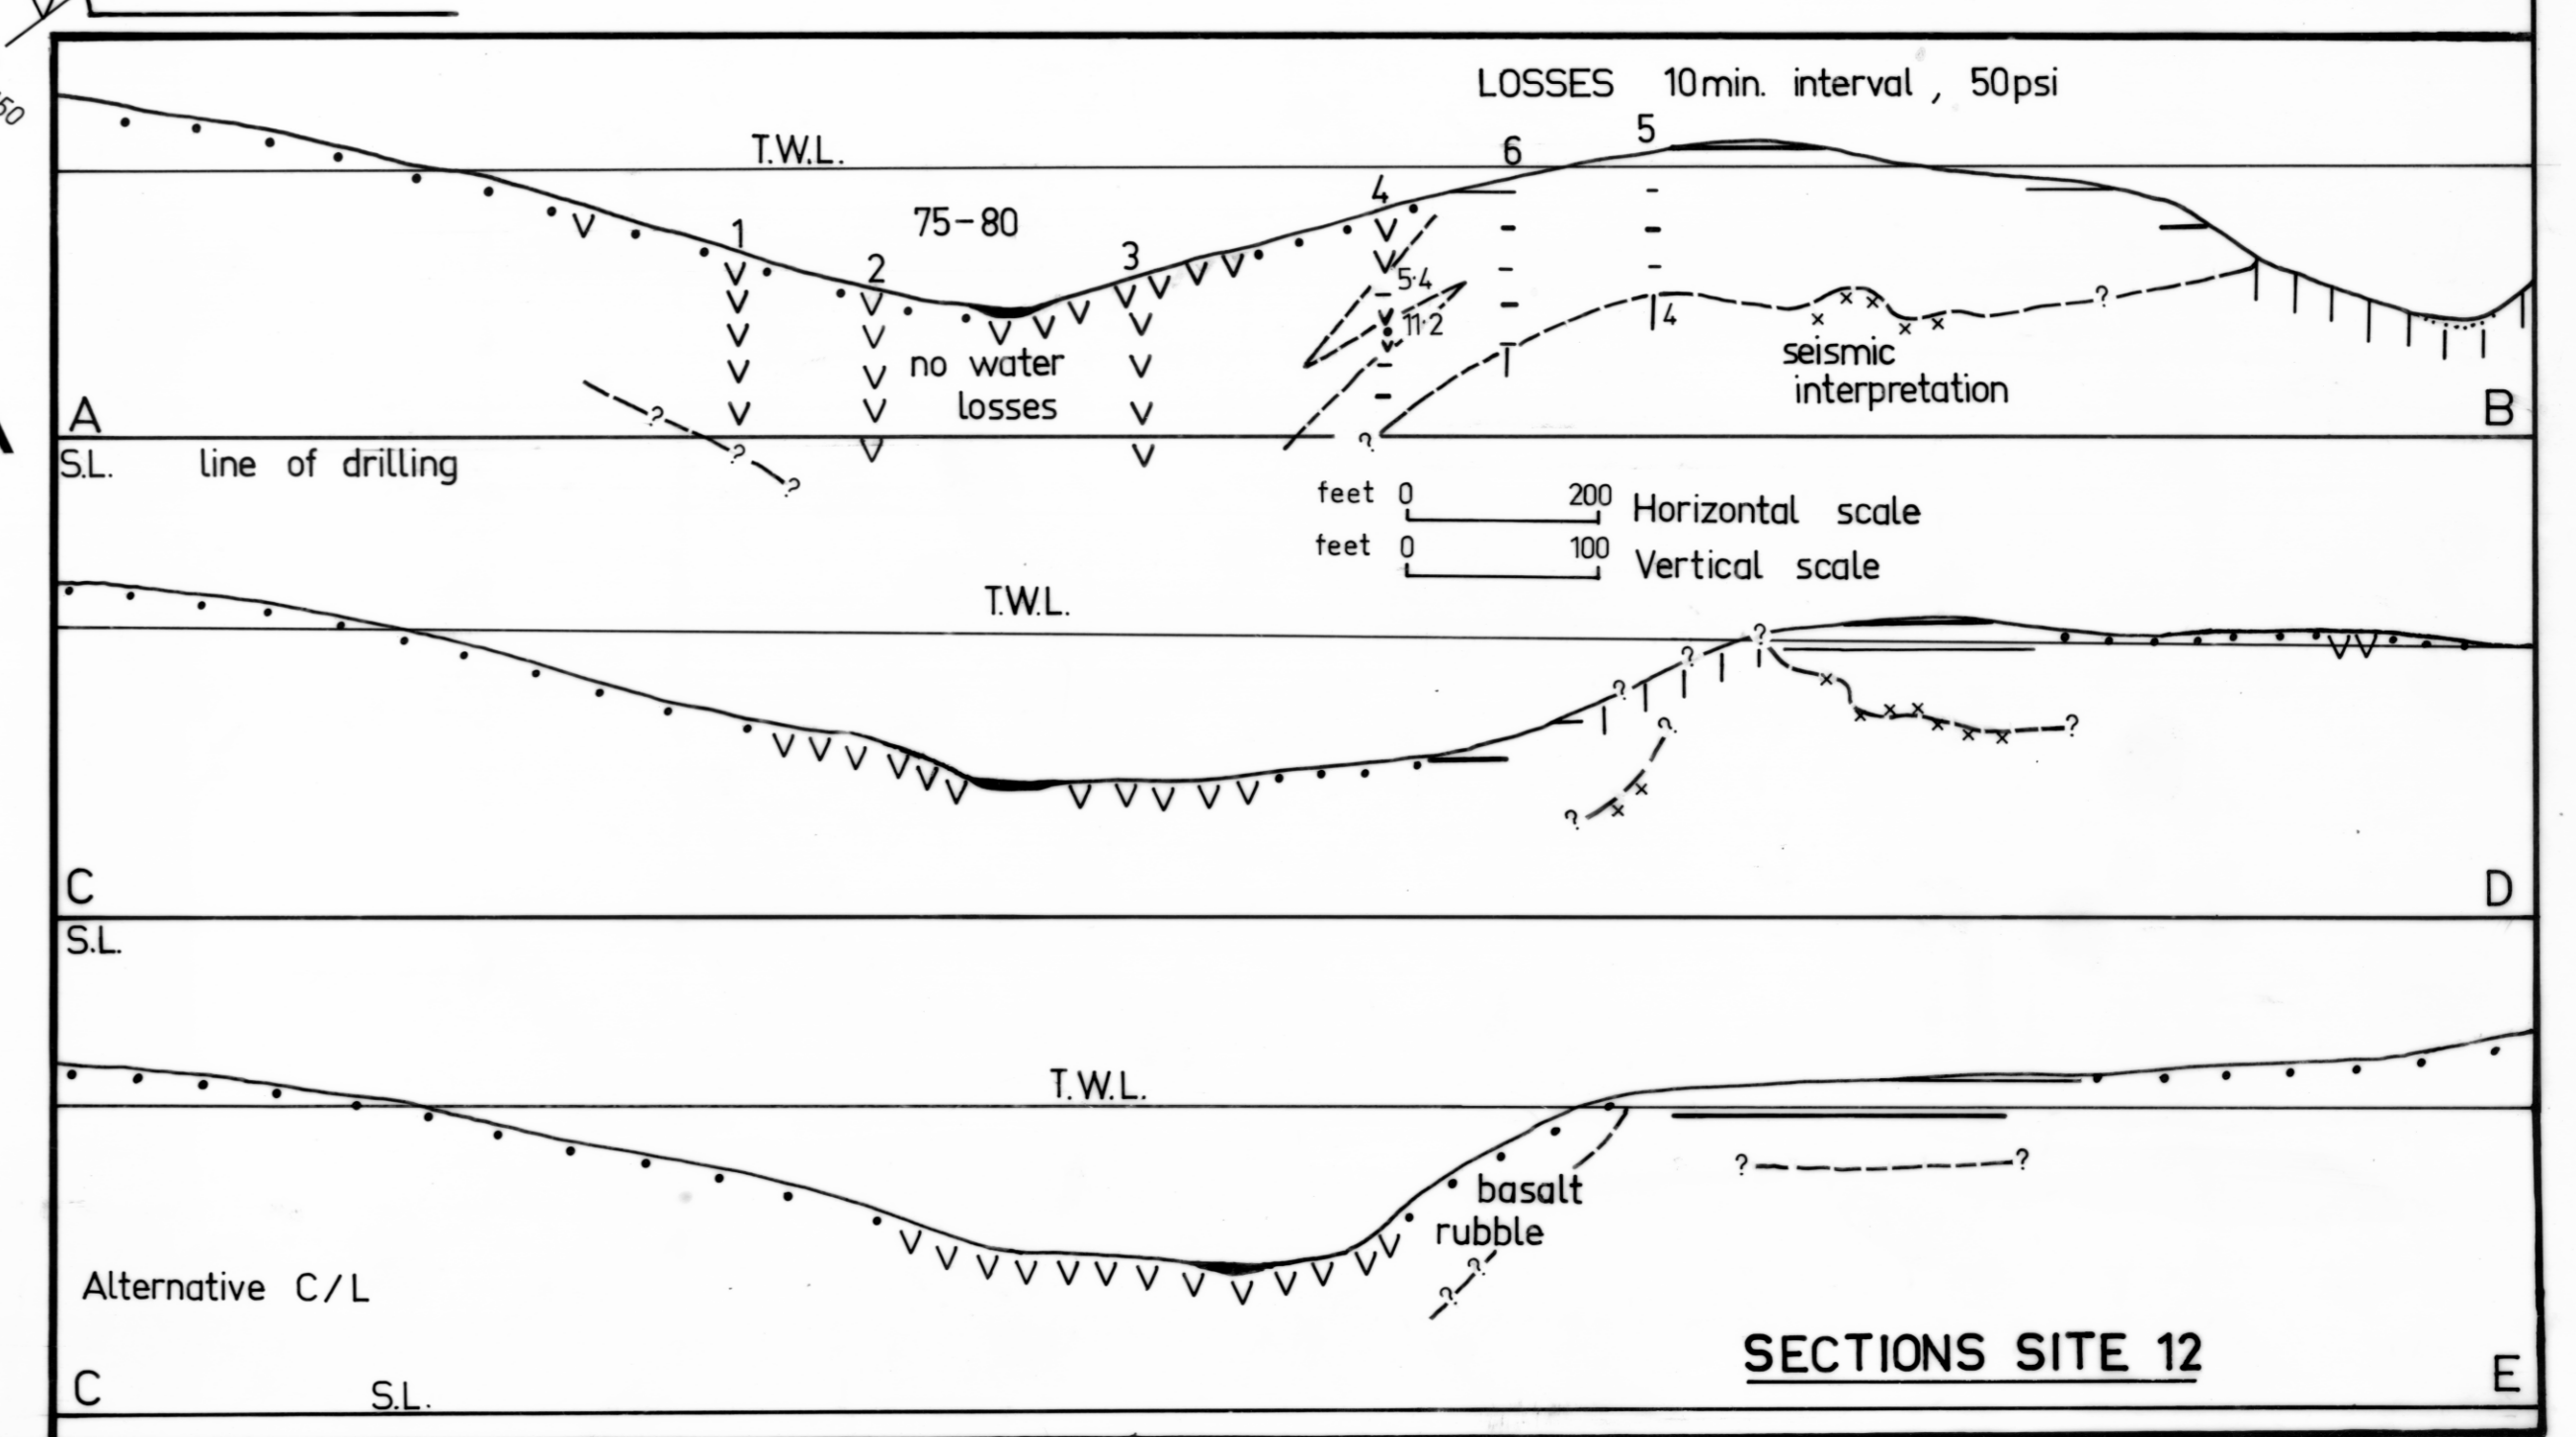 50
LOSSES 10min. interval , 50psi
T.W.L.
6
5
4
1
75-80
2
3
5·4
11·2
4
?
no water
losses
seismic
interpretation
A
?
B
S.L. line of drilling
?
?
?
feet 0 200 Horizontal scale
feet 0 100 Vertical scale
T.W.L.
?
?
?
?
?
?
C
D
S.L.
T.W.L.
? ?
basalt
rubble
?
?
Alternative C/L
SECTIONS SITE 12
C
S.L.
E